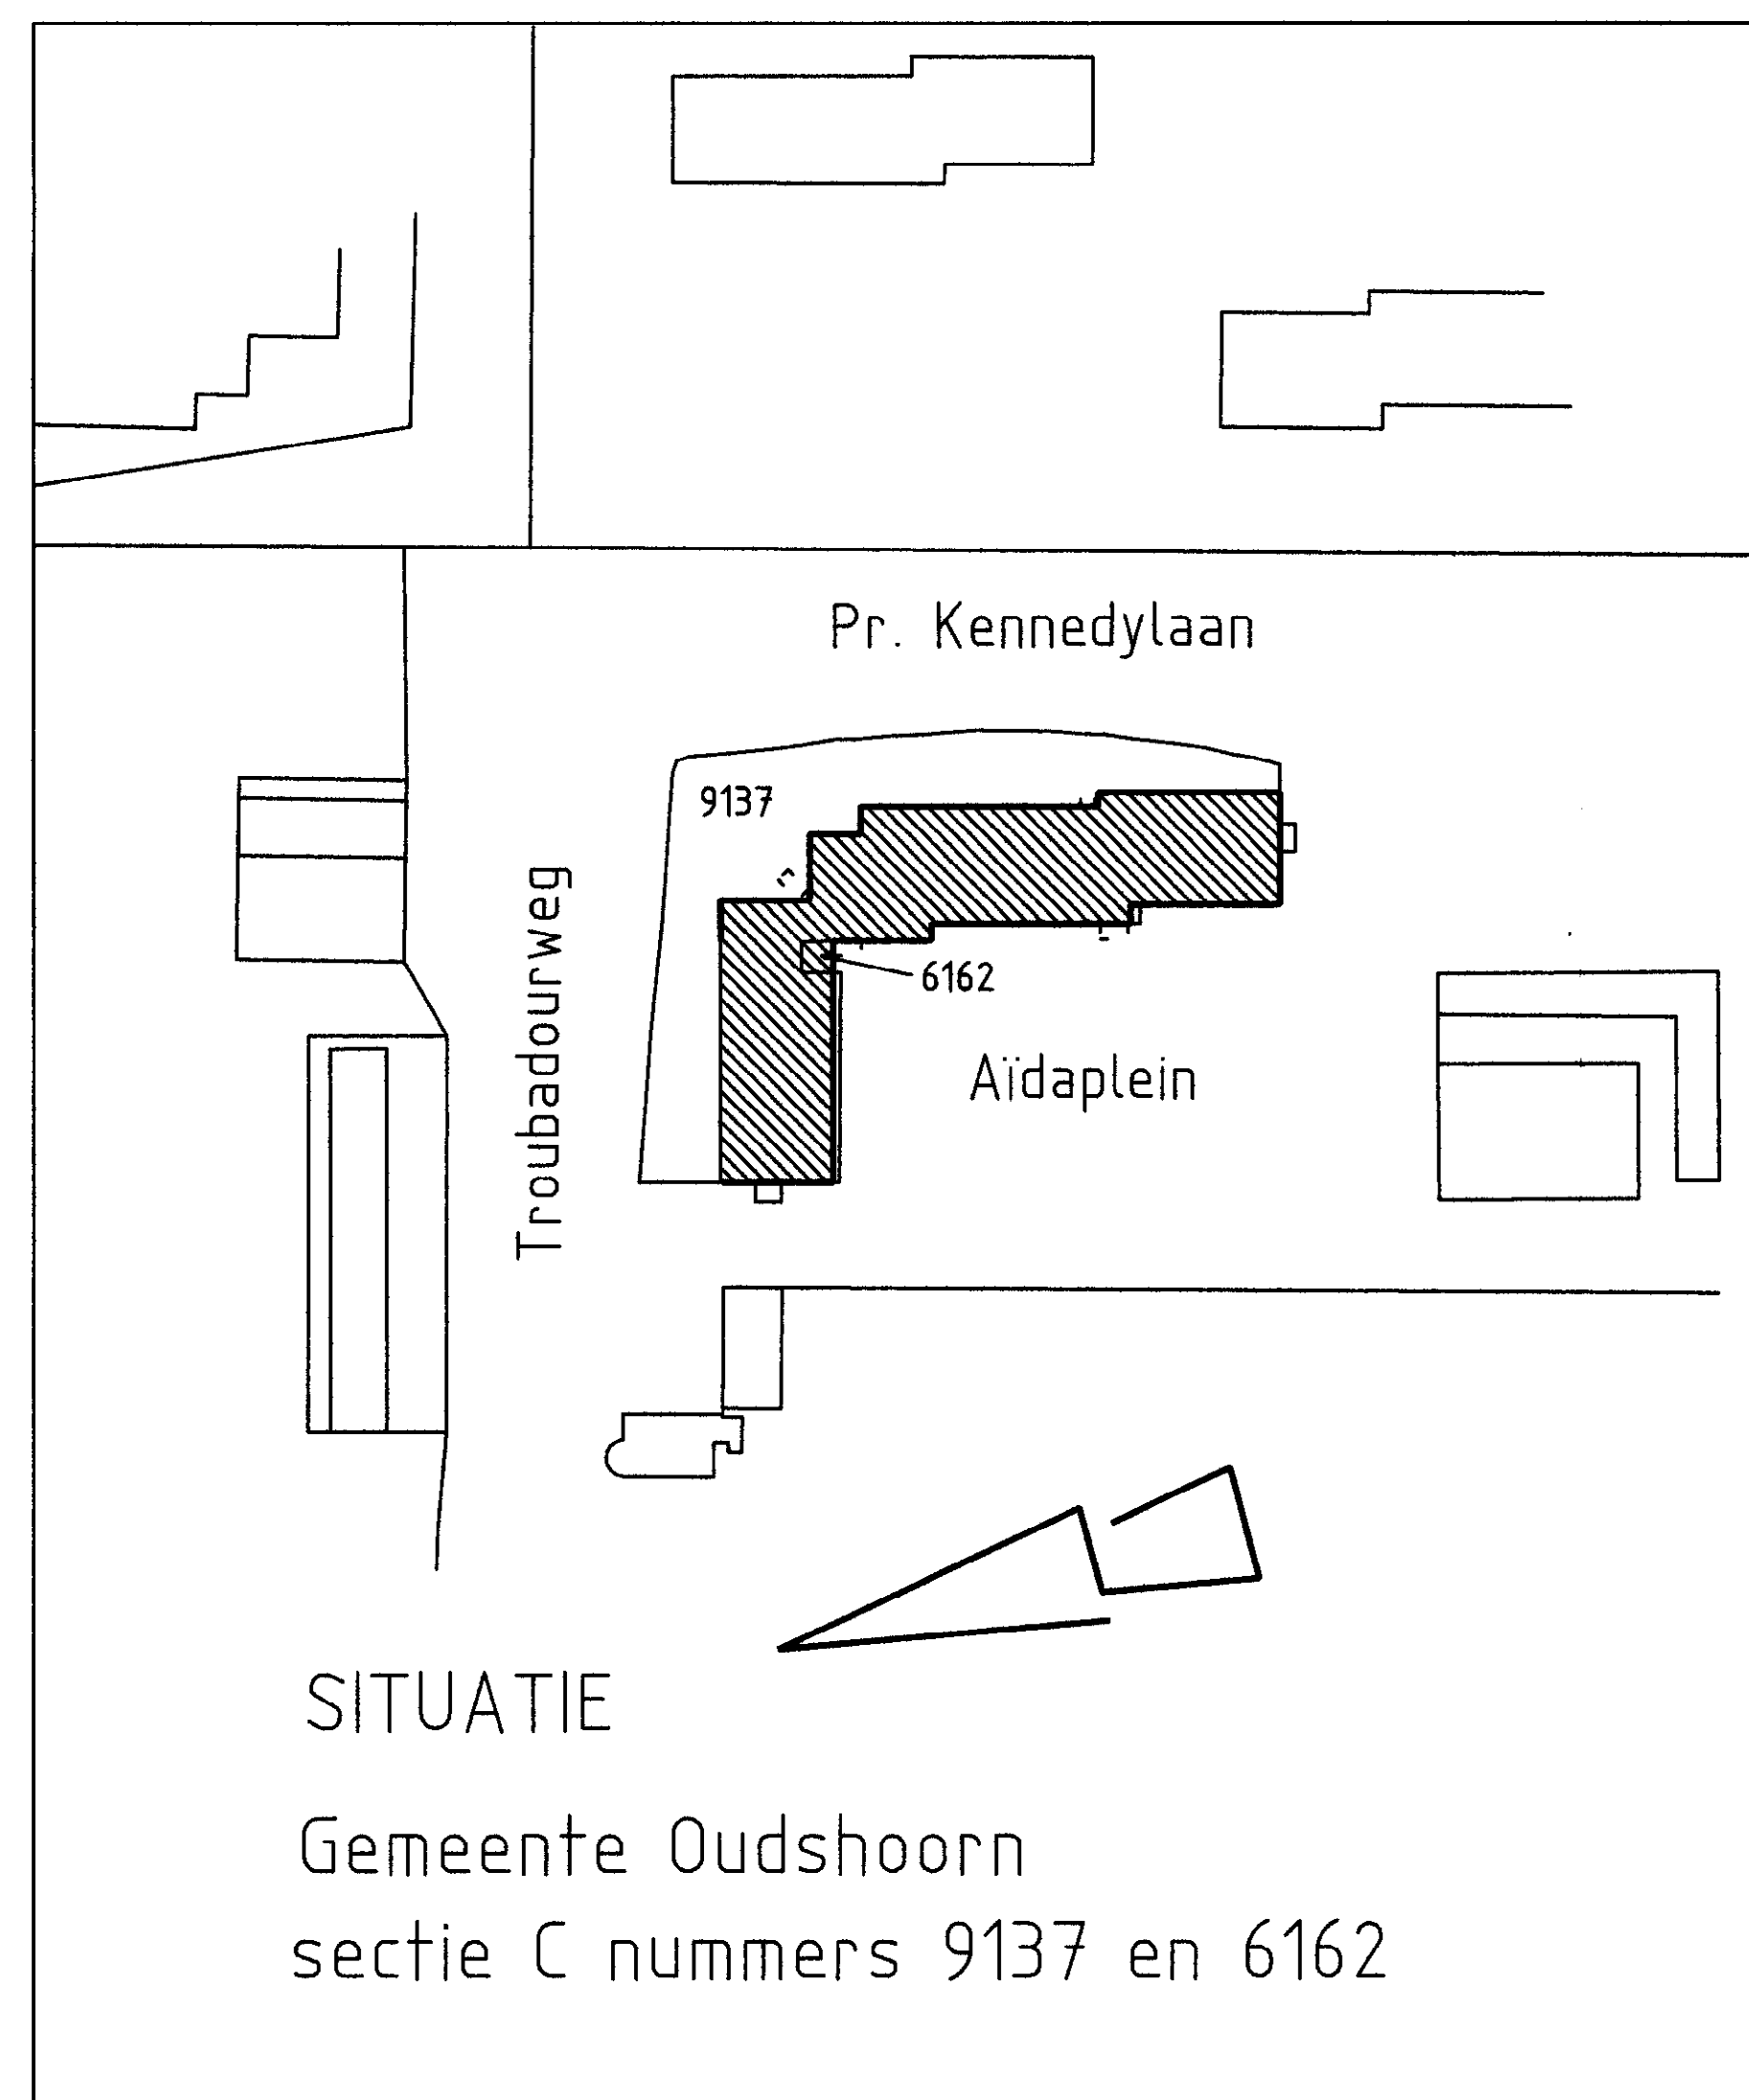 Pr. Kennedylaan
9137
Troubadourweg
6162
Aïdaplein
SITUATIE
Gemeente Oudshoorn
sectie C nummers 9137 en 6162